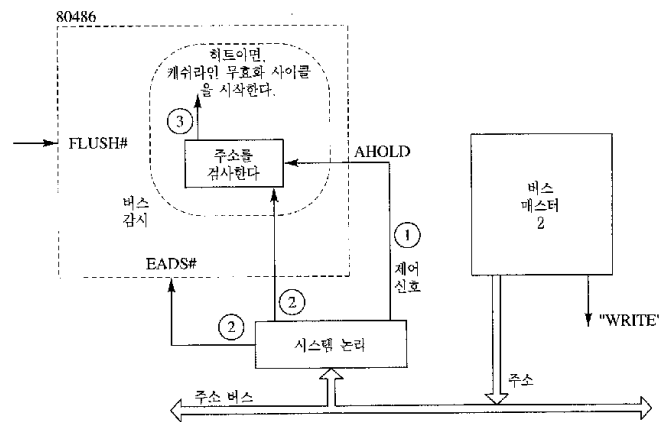 80486
히트이면,
캐쉬라인 무효화 사이클
을 시작한다.
③
FLUSH#
주소를
검사한다
AHOLD
버스
감시
①
제어
신호
EADS#
②
②
시스템 논리
버스
매스터
2
"WRITE"
주소
주소 버스